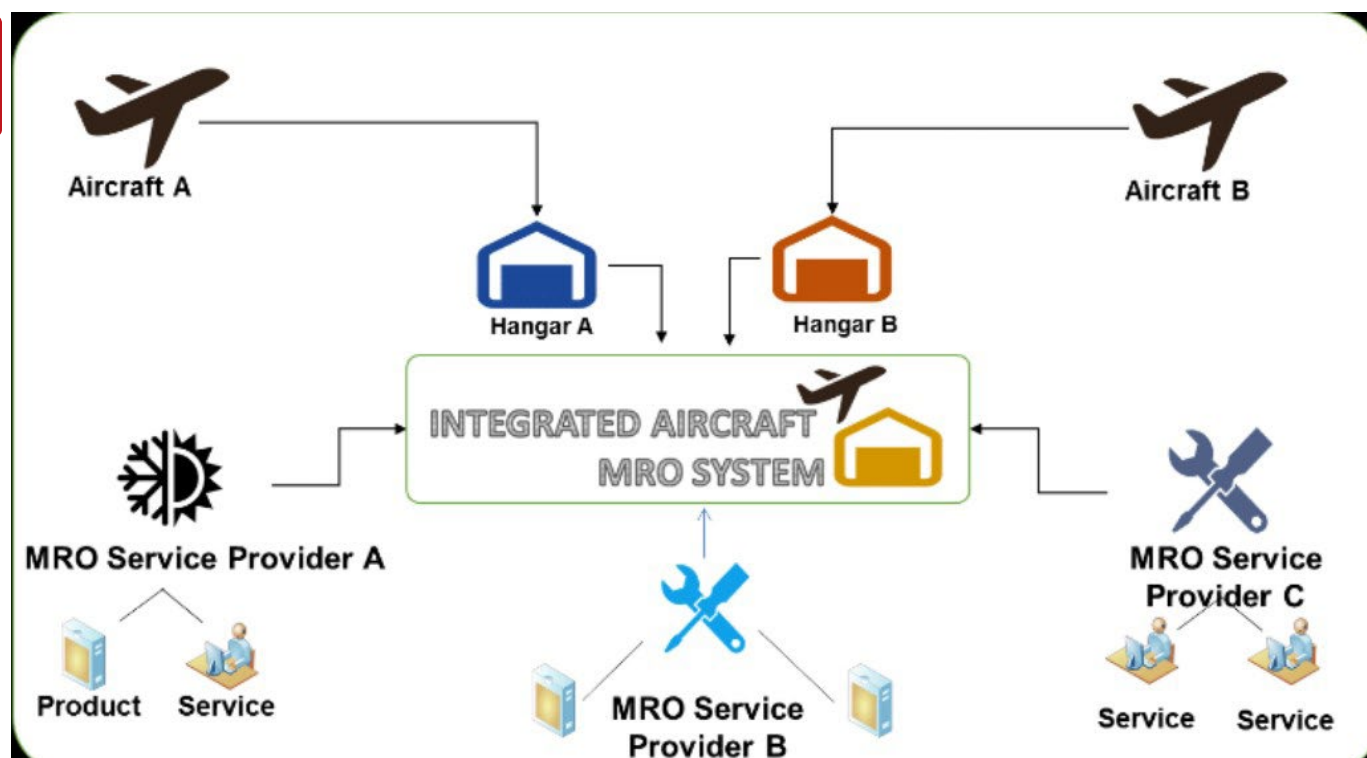 Aircraft A
Aircraft B
Hangar A
Hangar B
INTEGRATED AIRCRAFT
MRO SYSTEM
MRO Service Provider A
Product
Service
MRO Service
Provider B
MRO Service
Provider C
Service
Service